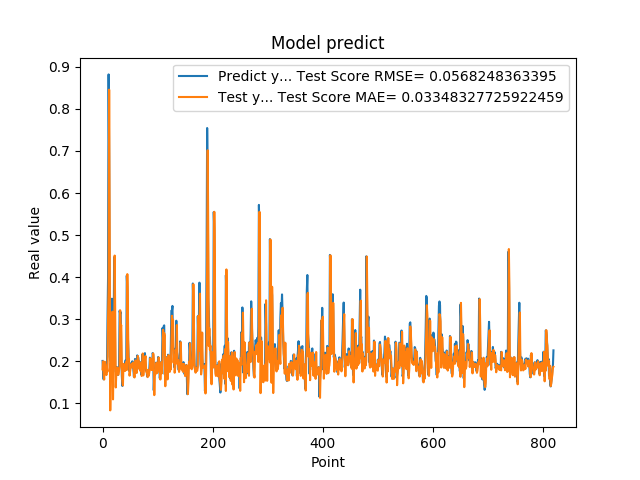 Model predict
Predict y... Test Score RMSE= 0.0568248363395
Test y... Test Score MAE= 0.03348327725922459
Real value
0.9
0.8
0.7
0.6
0.5
0.4
0.3
0.2
0.1
0 200 400 600 800
Point